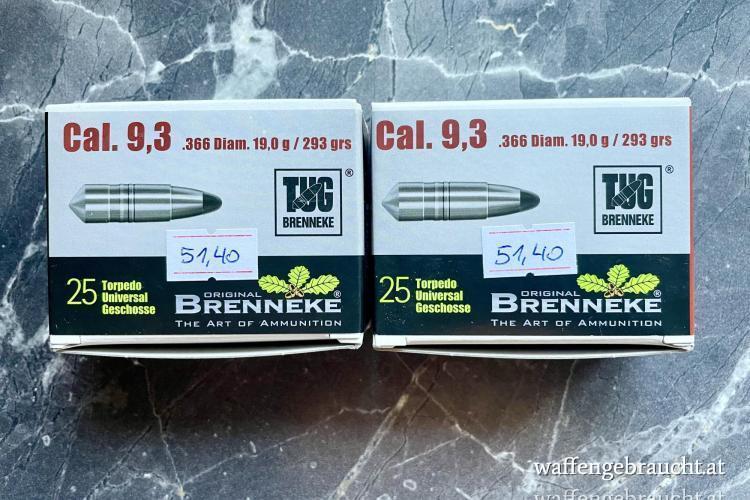 Cal. 9,3 .366 Diam. 19,0 g / 293 grs
TUG ®
BRENNEKE
51,40
25 Torpedo
Universal
Geschosse
ORIGINAL
BRENNEKE®
THE ART OF AMMUNITION
Cal. 9,3 .366 Diam. 19,0 g / 293 grs
TUG ®
BRENNEKE
51,40
25 Torpedo
Universal
Geschosse
ORIGINAL
BRENNEKE®
THE ART OF AMMUNITION
waffengebraucht.at
waffengebraucht.at